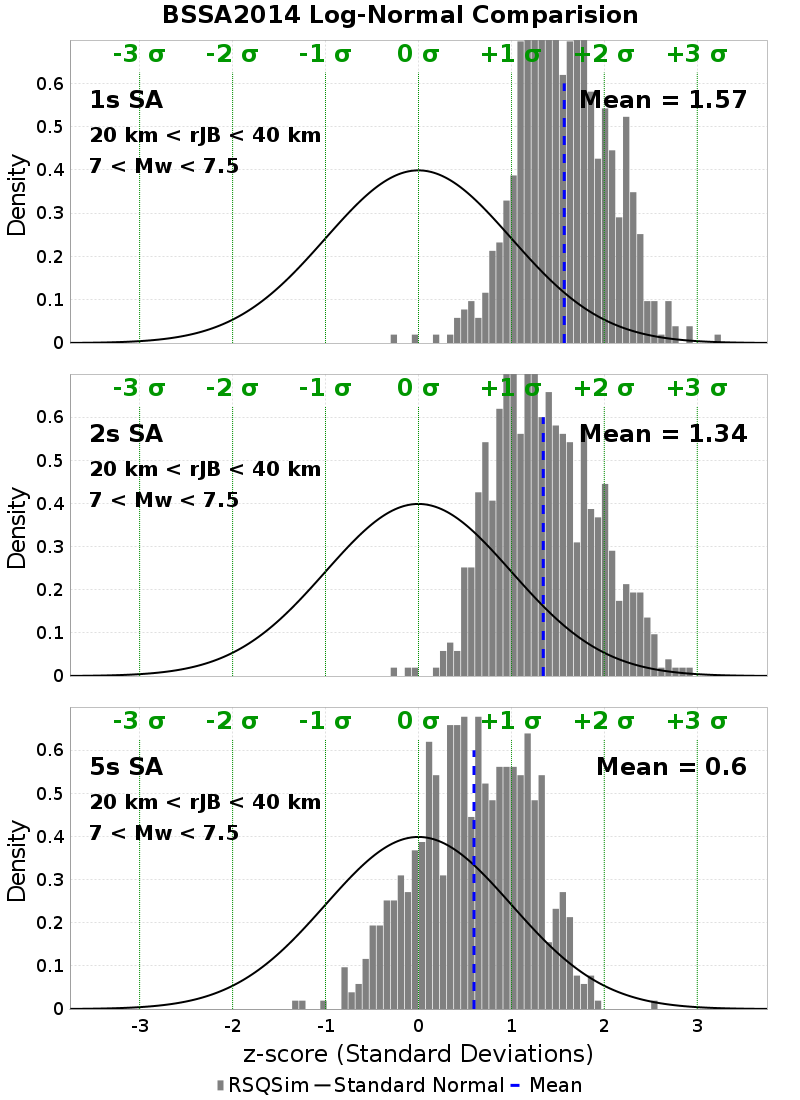 BSSA2014 Log-Normal Comparision
-3 σ -2 σ -1 σ 0 σ +1 σ +2 σ +3 σ
1s SA
Mean = 1.57
20 km < rJB < 40 km
7 < Mw < 7.5
Density
0.6
0.5
0.4
0.3
0.2
0.1
0
-3 σ -2 σ -1 σ 0 σ +1 σ +2 σ +3 σ
2s SA
Mean = 1.34
20 km < rJB < 40 km
7 < Mw < 7.5
Density
0.6
0.5
0.4
0.3
0.2
0.1
0
-3 σ -2 σ -1 σ 0 σ +1 σ +2 σ +3 σ
5s SA
Mean = 0.6
20 km < rJB < 40 km
7 < Mw < 7.5
Density
0.6
0.5
0.4
0.3
0.2
0.1
0
-3 -2 -1 0 1 2 3
z-score (Standard Deviations)
RSQSim Standard Normal Mean